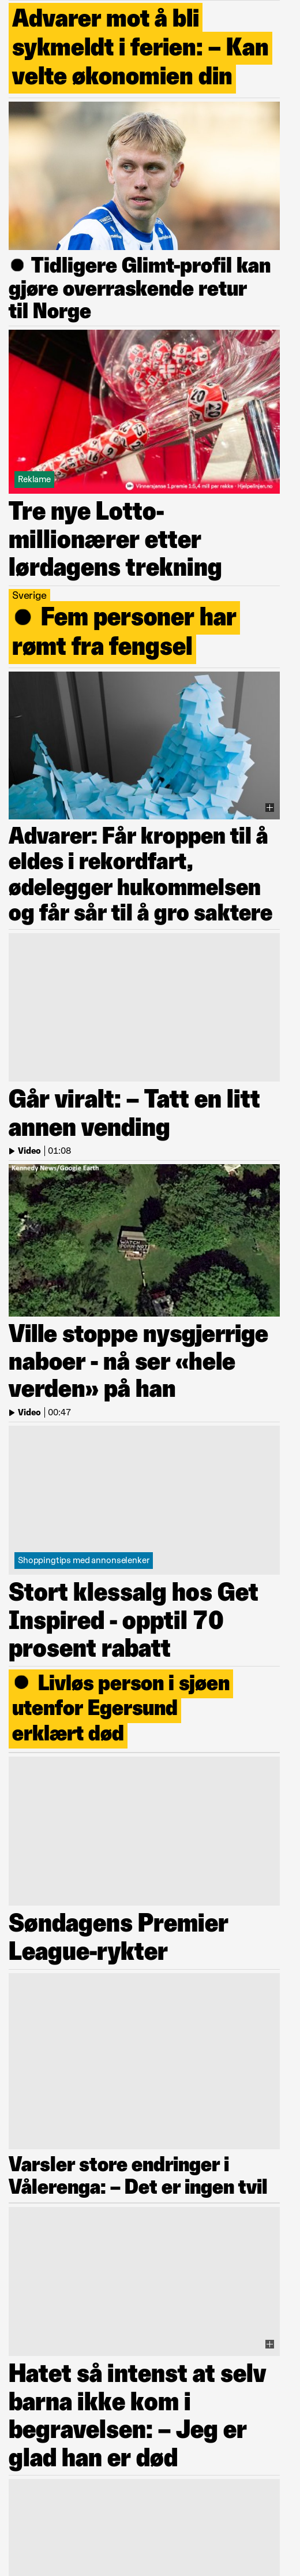 Advarer mot å bli
sykmeldt i ferien: – Kan
velte økonomien din
Tidligere Glimt-profil kan
gjøre overraskende retur
til Norge
20
20
Vinnersjanse 1.premie 1:5,4 mill per rekke - Hjelpelinjen.no
Reklame
Tre nye Lotto-
millionærer etter
lørdagens trekning
Sverige
Fem personer har
rømt fra fengsel
Advarer: Får kroppen til å
eldes i rekordfart,
ødelegger hukommelsen
og får sår til å gro saktere
Går viralt: – Tatt en litt
annen vending
Video | 01:08
Kennedy News/Google Earth
Ville stoppe nysgjerrige
naboer - nå ser «hele
verden» på han
Video | 00:47
Shoppingtips med annonselenker
Stort klessalg hos Get
Inspired - opptil 70
prosent rabatt
Livløs person i sjøen
utenfor Egersund
erklært død
Søndagens Premier
League-rykter
Varsler store endringer i
Vålerenga: – Det er ingen tvil
Hatet så intenst at selv
barna ikke kom i
begravelsen: – Jeg er
glad han er død